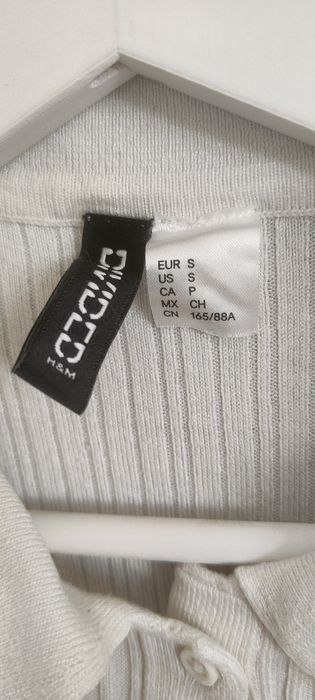 DIVIDED
H&M
EUR S
US S
CA P
MX CH
CN 165/88A